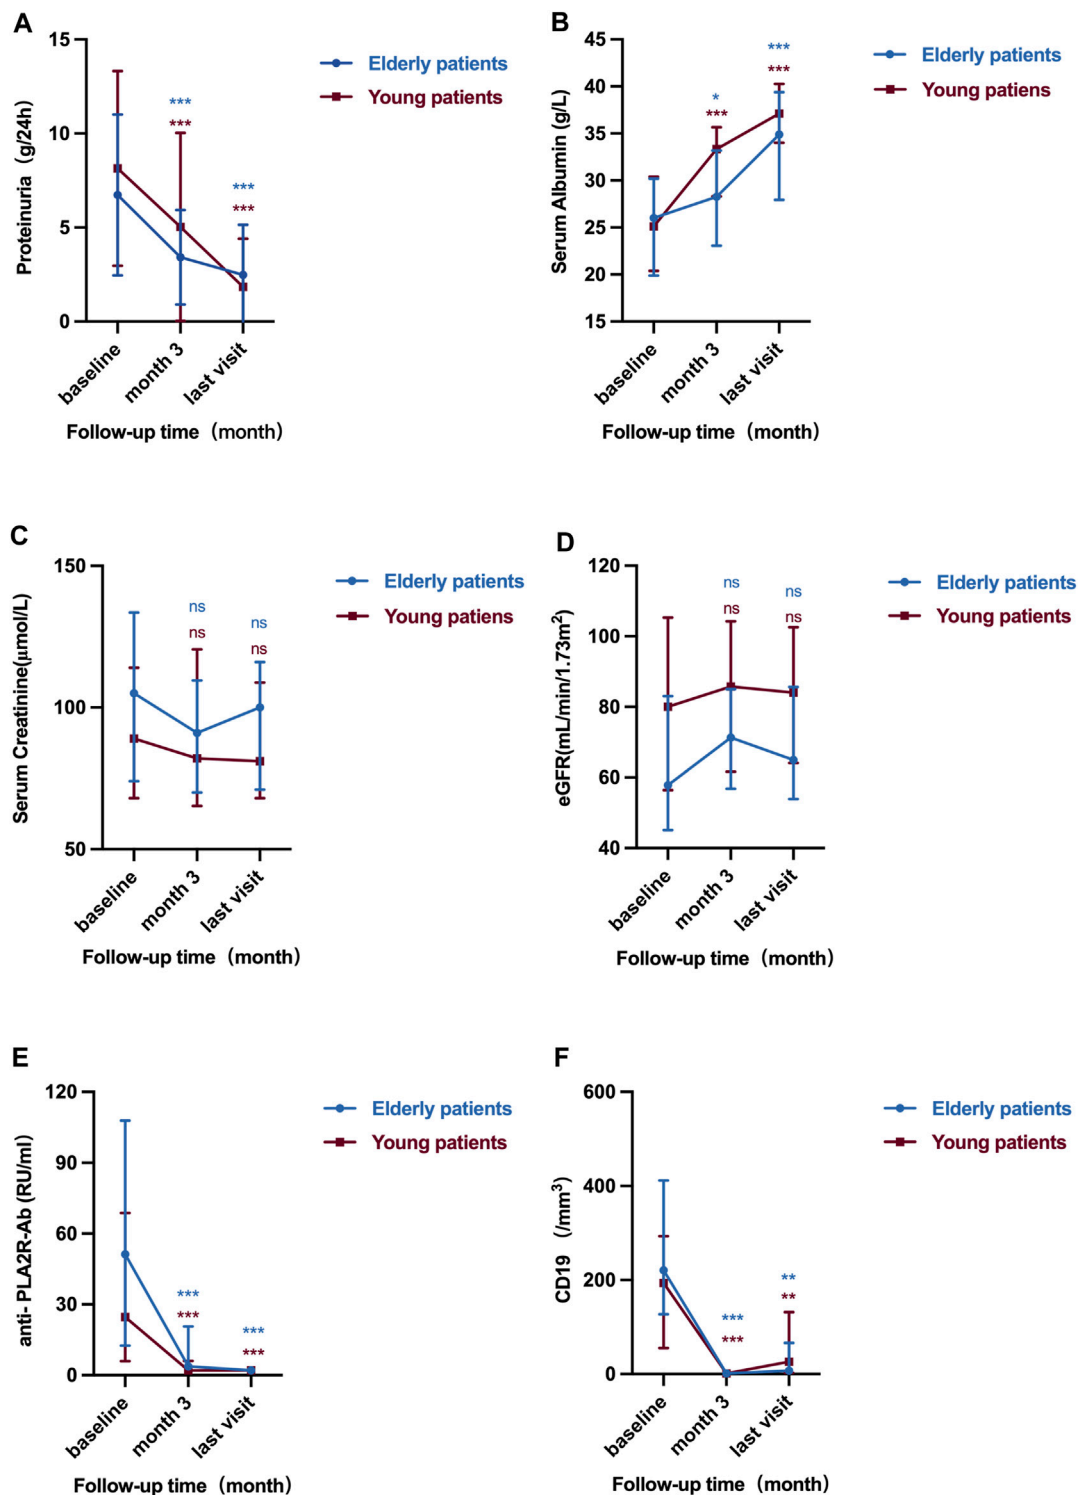 A
Proteinuria (g/24h)
15
10
5
0
***
***
***
***
baseline
month 3
last visit
Follow-up time (month)
Elderly patients
Young patients
B
Serum Albumin (g/L)
45
40
35
30
25
20
15
*
***
***
***
baseline
month 3
last visit
Follow-up time (month)
Elderly patients
Young patiens
C
Serum Creatinine(μmol/L)
150
100
50
ns
ns
ns
ns
baseline
month 3
last visit
Follow-up time (month)
Elderly patients
Young patiens
D
eGFR(mL/min/1.73m²)
120
100
80
60
40
ns
ns
ns
ns
baseline
month 3
last visit
Follow-up time (month)
Elderly patients
Young patients
E
anti- PLA2R-Ab (RU/ml)
120
90
60
30
0
***
***
***
***
baseline
month 3
last visit
Follow-up time (month)
Elderly patients
Young patients
F
CD19 (/mm³)
600
400
200
0
***
***
**
**
baseline
month 3
last visit
Follow-up time (month)
Elderly patients
Young patients